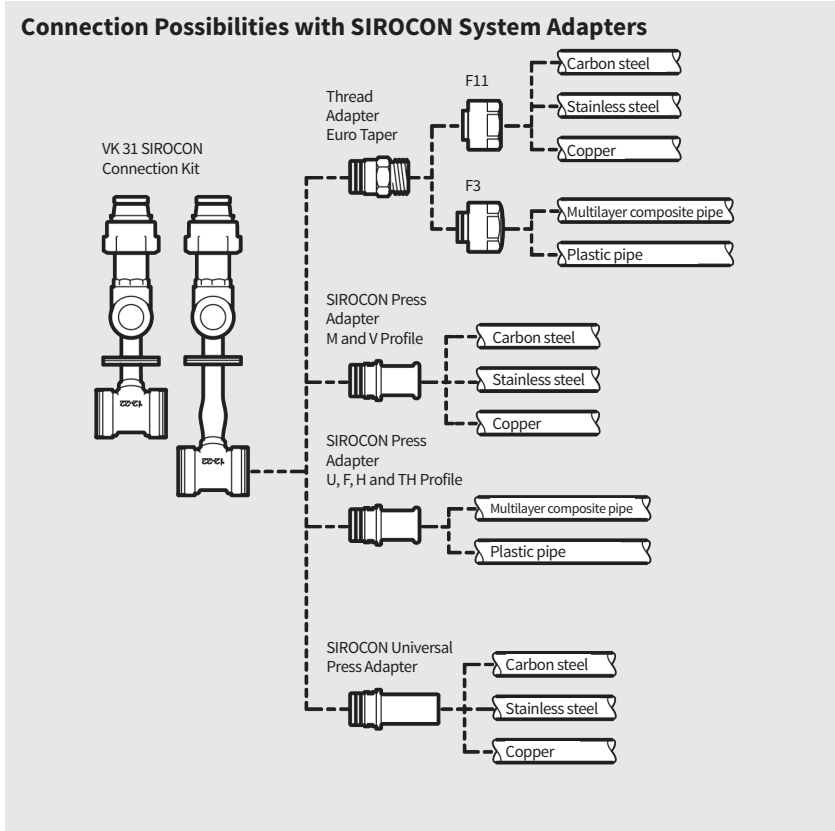 Connection Possibilities with SIROCON System Adapters
VK 31 SIROCON
Connection Kit
12-22
12-22
Thread
Adapter
Euro Taper
F11
Carbon steel
Stainless steel
Copper
F3
Multilayer composite pipe
Plastic pipe
SIROCON Press
Adapter
M and V Profile
Carbon steel
Stainless steel
Copper
SIROCON Press
Adapter
U, F, H and TH Profile
Multilayer composite pipe
Plastic pipe
SIROCON Universal
Press Adapter
Carbon steel
Stainless steel
Copper